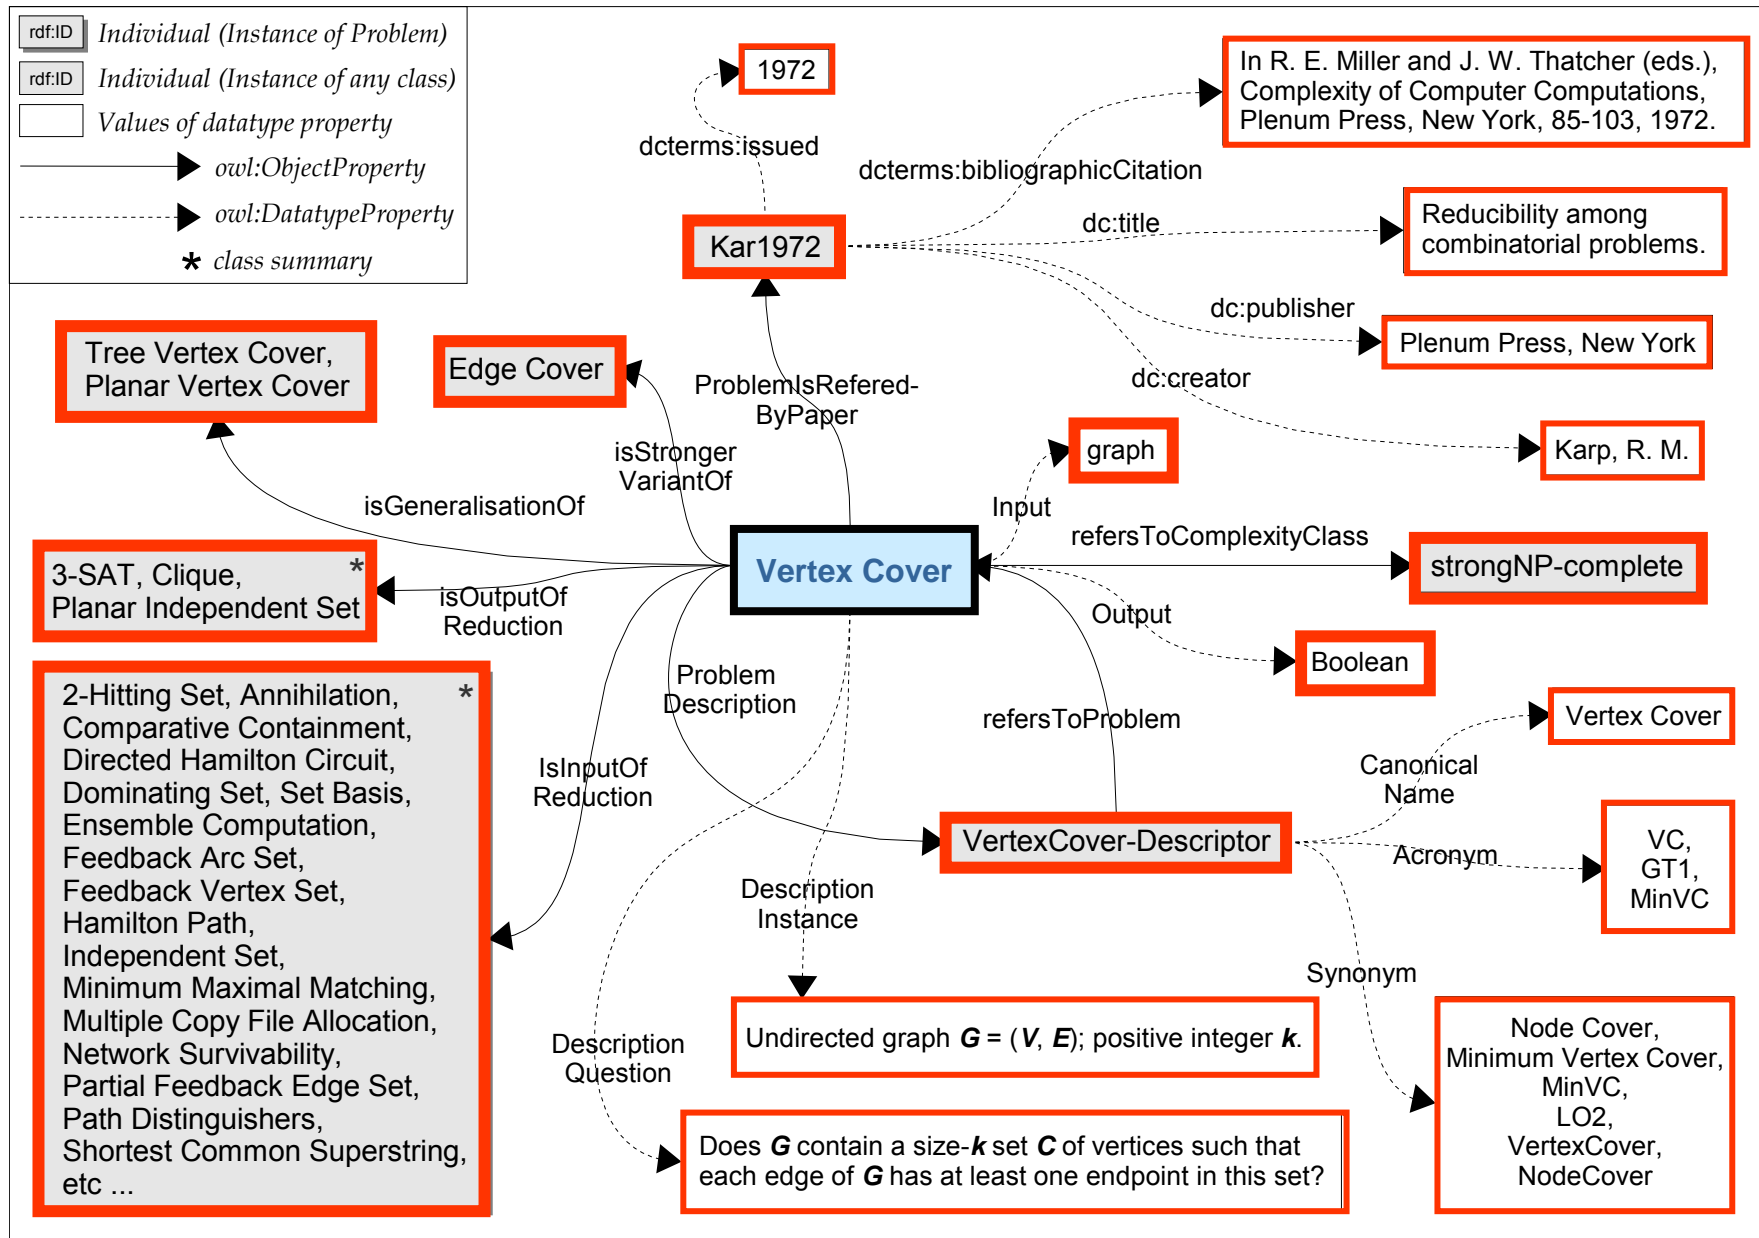 rdf:ID Individual (Instance of Problem)
rdf:ID Individual (Instance of any class)
Values of datatype property
owl:ObjectProperty
owl:DatatypeProperty
* class summary
1972
dcterms:issued
In R. E. Miller and J. W. Thatcher (eds.),
Complexity of Computer Computations,
Plenum Press, New York, 85-103, 1972.
dcterms:bibliographicCitation
Kar1972
dc:title
Reducibility among
combinatorial problems.
dc:publisher
Plenum Press, New York
dc:creator
Karp, R. M.
Tree Vertex Cover,
Planar Vertex Cover
Edge Cover
ProblemIsRefered-
ByPaper
isStronger
VariantOf
isGeneralisationOf
graph
Input
refersToComplexityClass
strongNP-complete
Vertex Cover
3-SAT, Clique, *
Planar Independent Set
isOutputOf
Reduction
Output
Boolean
Problem
Description
refersToProblem
2-Hitting Set, Annihilation, *
Comparative Containment,
Directed Hamilton Circuit,
Dominating Set, Set Basis,
Ensemble Computation,
Feedback Arc Set,
Feedback Vertex Set,
Hamilton Path,
Independent Set,
Minimum Maximal Matching,
Multiple Copy File Allocation,
Network Survivability,
Partial Feedback Edge Set,
Path Distinguishers,
Shortest Common Superstring,
etc ...
IsInputOf
Reduction
Vertex Cover
Canonical
Name
VertexCover-Descriptor
Acronym
VC,
GT1,
MinVC
Description
Instance
Synonym
Undirected graph G = (V, E); positive integer k.
Description
Question
Node Cover,
Minimum Vertex Cover,
MinVC,
LO2,
VertexCover,
NodeCover
Does G contain a size-k set C of vertices such that
each edge of G has at least one endpoint in this set?